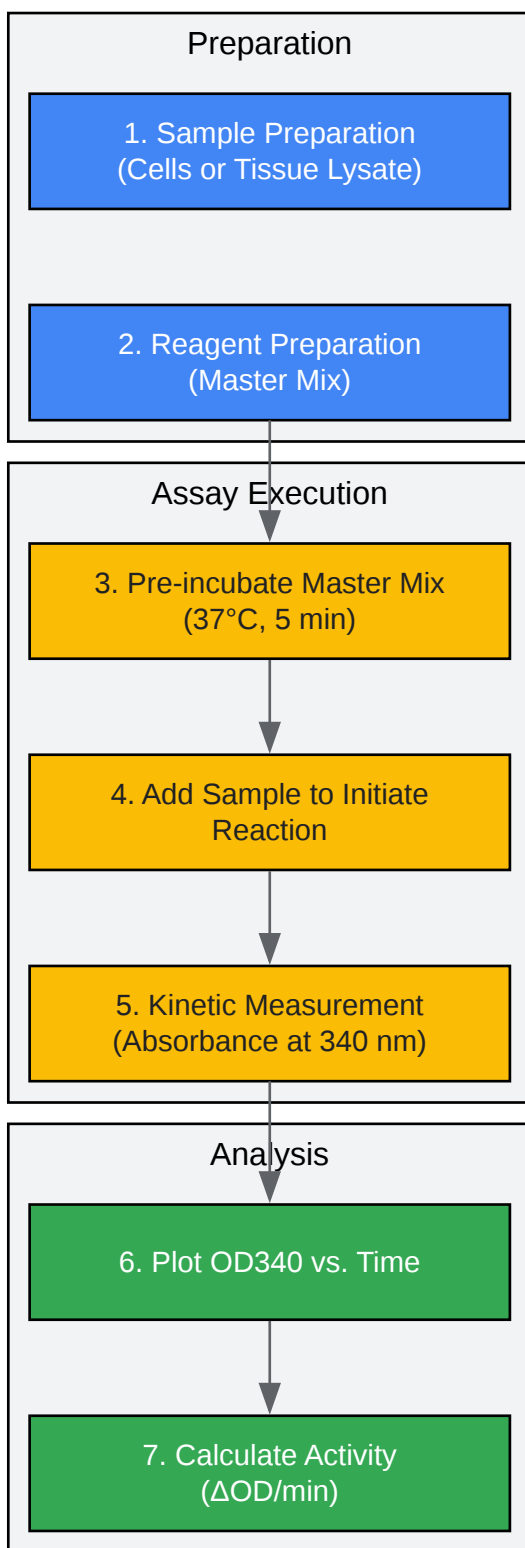 Preparation
1. Sample Preparation
(Cells or Tissue Lysate)
2. Reagent Preparation
(Master Mix)
Assay Execution
3. Pre-incubate Master Mix
(37°C, 5 min)
4. Add Sample to Initiate
Reaction
5. Kinetic Measurement
(Absorbance at 340 nm)
Analysis
6. Plot OD340 vs. Time
7. Calculate Activity
(ΔOD/min)